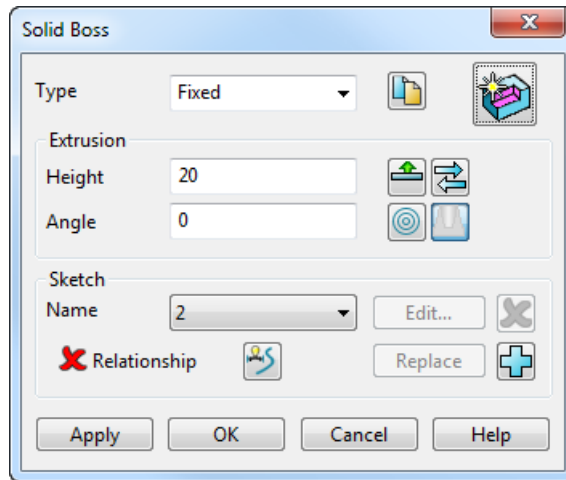 Solid Boss
Type Fixed
Extrusion
Height 20
Angle 0
Sketch
Name 2 Edit...
Relationship Replace
Apply OK Cancel Help